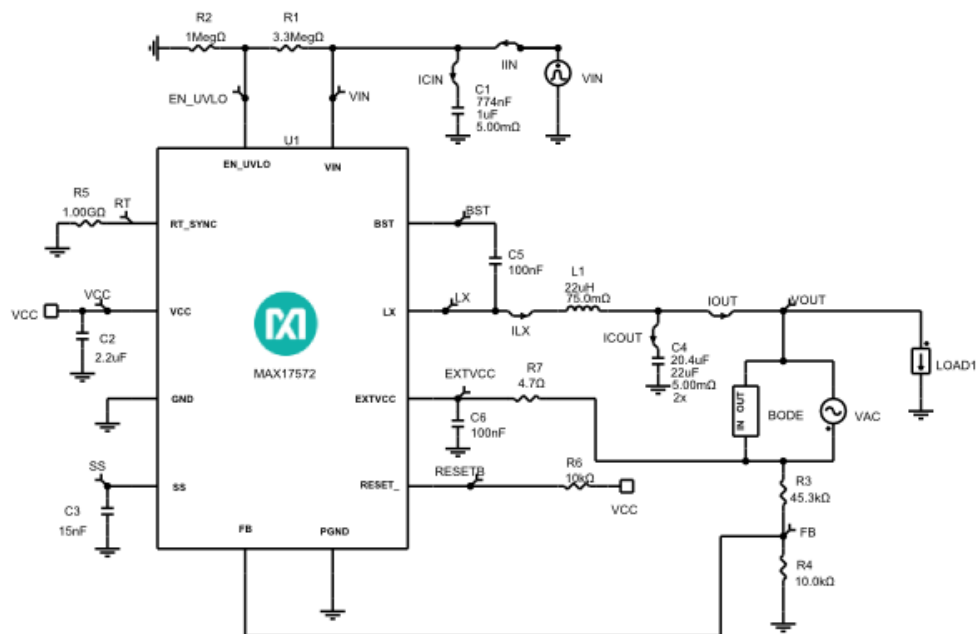 R2
1MegΩ
R1
3.3MegΩ
EN_UVLO
VIN
ICIN
C1
774nF
1uF
5.00mΩ
IIN
VIN
U1
EN_UVLO
VIN
R5
1.00GΩ
RT
RT_SYNC
BST
BST
C5
100nF
VCC
VCC
VCC
C2
2.2uF
LX
LX
ILX
L1
22uH
75.0mΩ
ICOUT
C4
20.4uF
22uF
5.00mΩ
2x
IOUT
VOUT
LOAD1
MAX17572
GND
EXTVCC
EXTVCC
C6
100nF
R7
4.7Ω
IN OUT
BODE
VAC
SS
SS
C3
15nF
RESET_
RESETB
R6
10kΩ
VCC
R3
45.3kΩ
FB
R4
10.0kΩ
FB
PGND